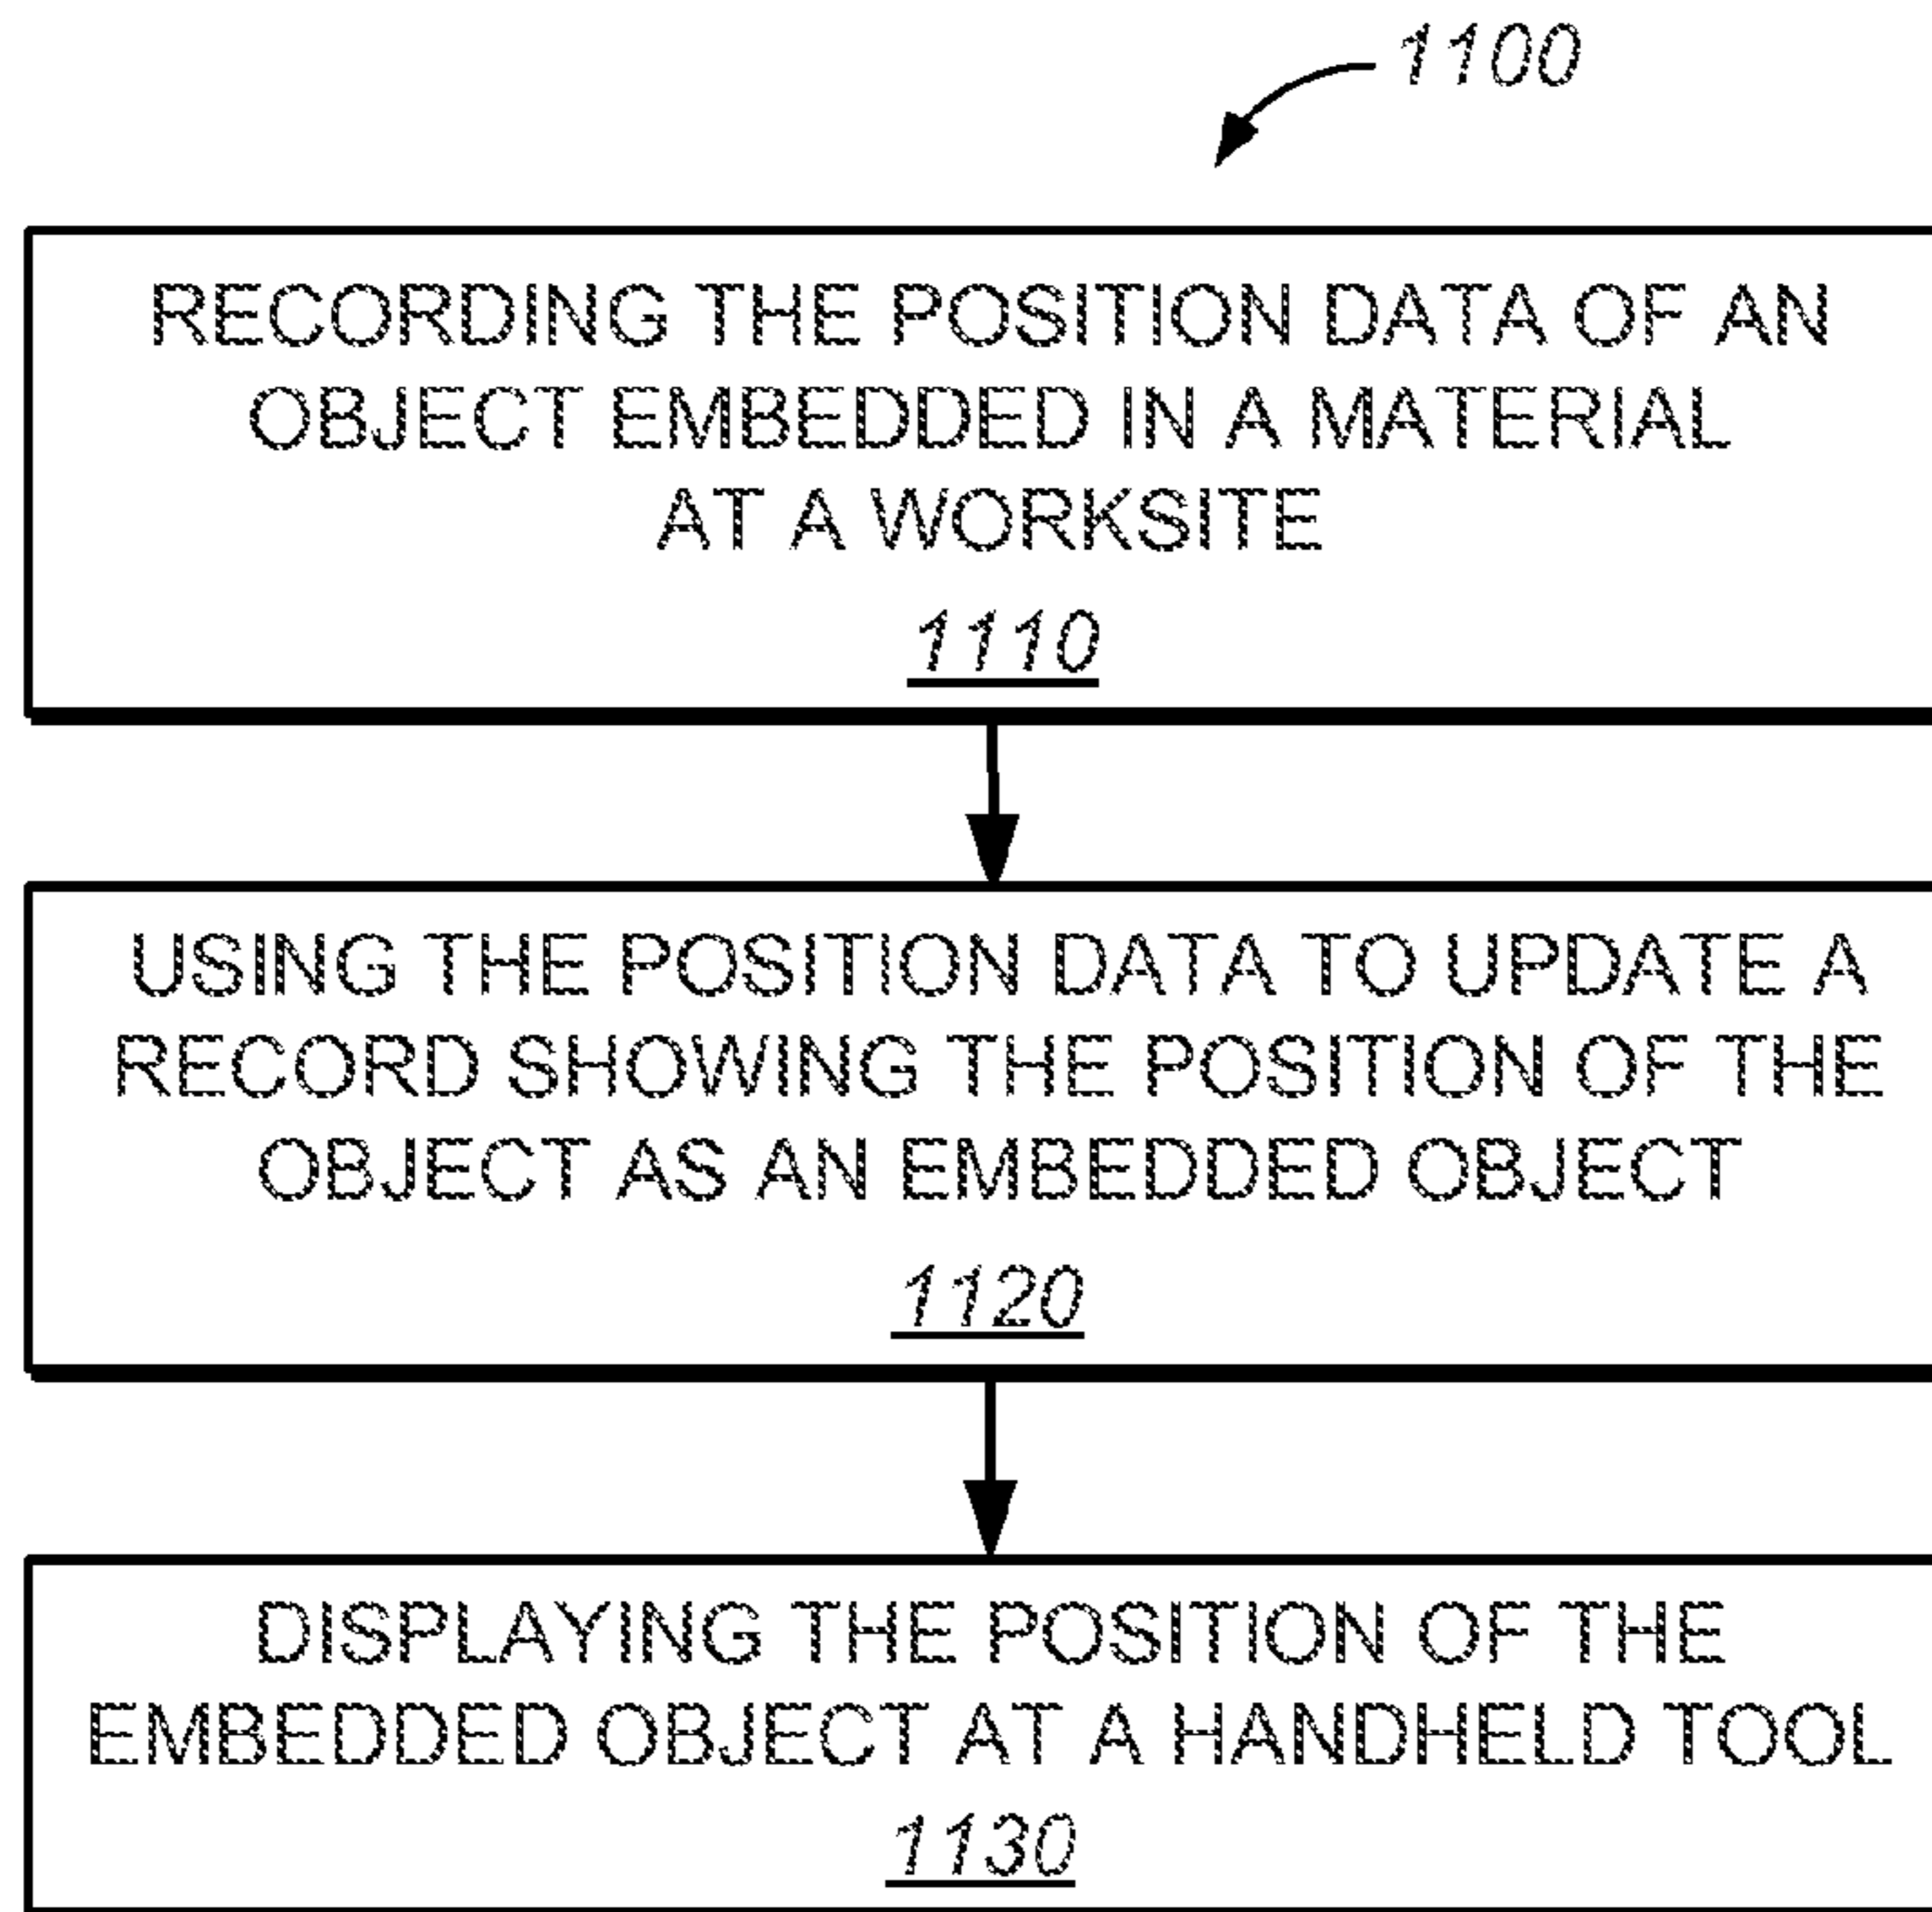 1100
RECORDING THE POSITION DATA OF AN
OBJECT EMBEDDED IN A MATERIAL
AT A WORKSITE
1110
USING THE POSITION DATA TO UPDATE A
RECORD SHOWING THE POSITION OF THE
OBJECT AS AN EMBEDDED OBJECT
1120
DISPLAYING THE POSITION OF THE
EMBEDDED OBJECT AT A HANDHELD TOOL
1130